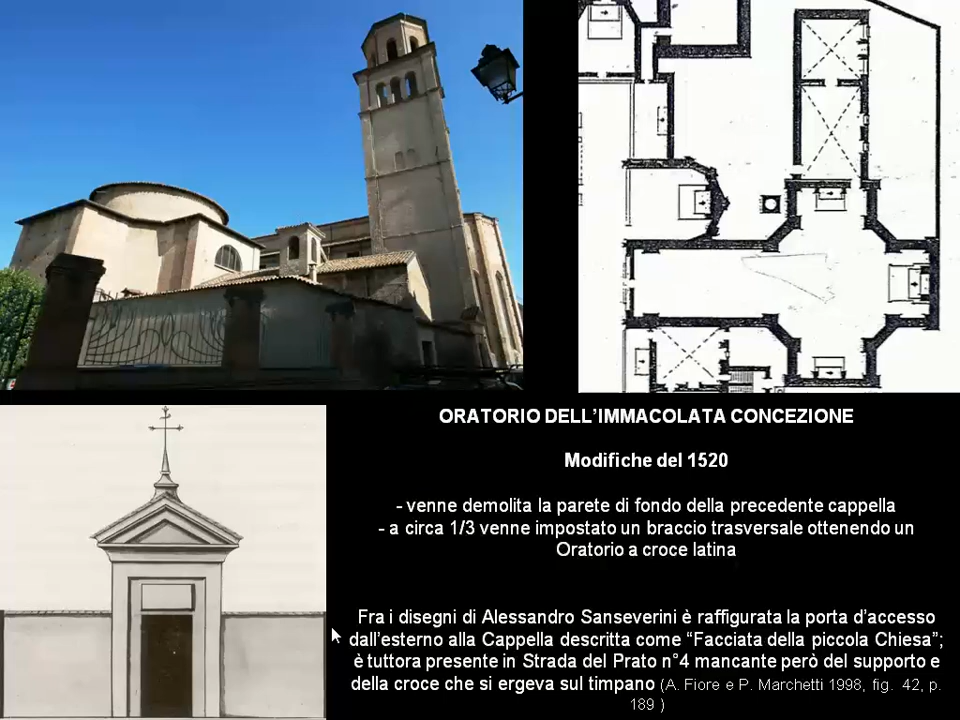 ORATORIO DELL’IMMACOLATA CONCEZIONE
Modifiche del 1520
- venne demolita la parete di fondo della precedente cappella
- a circa 1/3 venne impostato un braccio trasversale ottenendo un
Oratorio a croce latina
Fra i disegni di Alessandro Sanseverini è raffigurata la porta d’accesso
dall’esterno alla Cappella descritta come “Facciata della piccola Chiesa”;
è tuttora presente in Strada del Prato n°4 mancante però del supporto e
della croce che si ergeva sul timpano (A. Fiore e P. Marchetti 1998, fig. 42, p.
189 )